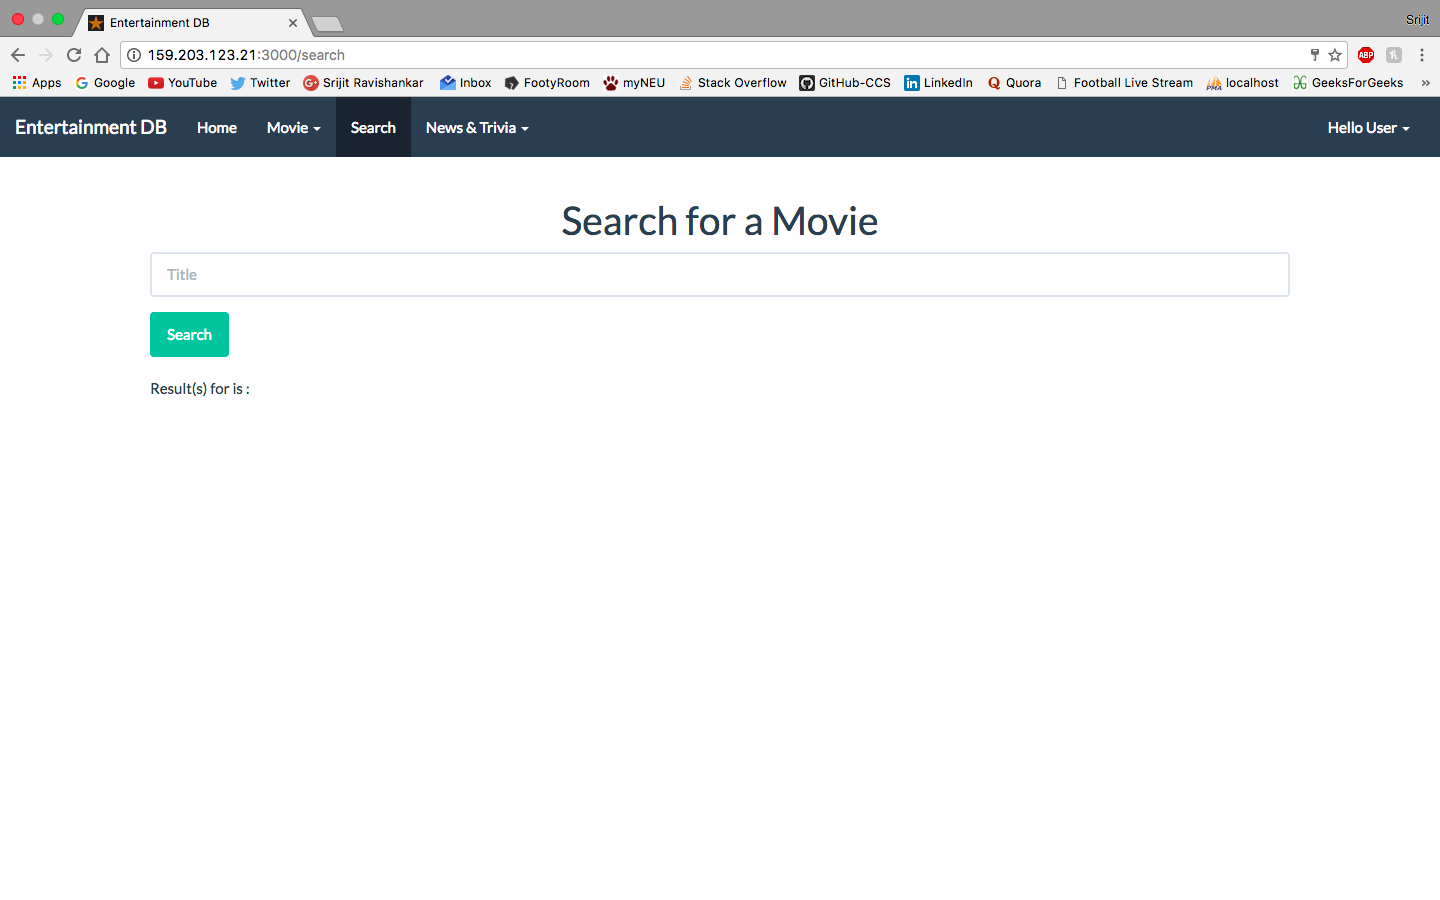 Entertainment DB
Srijit
159.203.123.21:3000/search
ABP
Apps Google YouTube Twitter Srijit Ravishankar Inbox FootyRoom myNEU Stack Overflow GitHub-CCS LinkedIn Quora Football Live Stream localhost GeeksForGeeks »
Entertainment DB Home Movie Search News & Trivia Hello User
Search for a Movie
Title
Search
Result(s) for is :